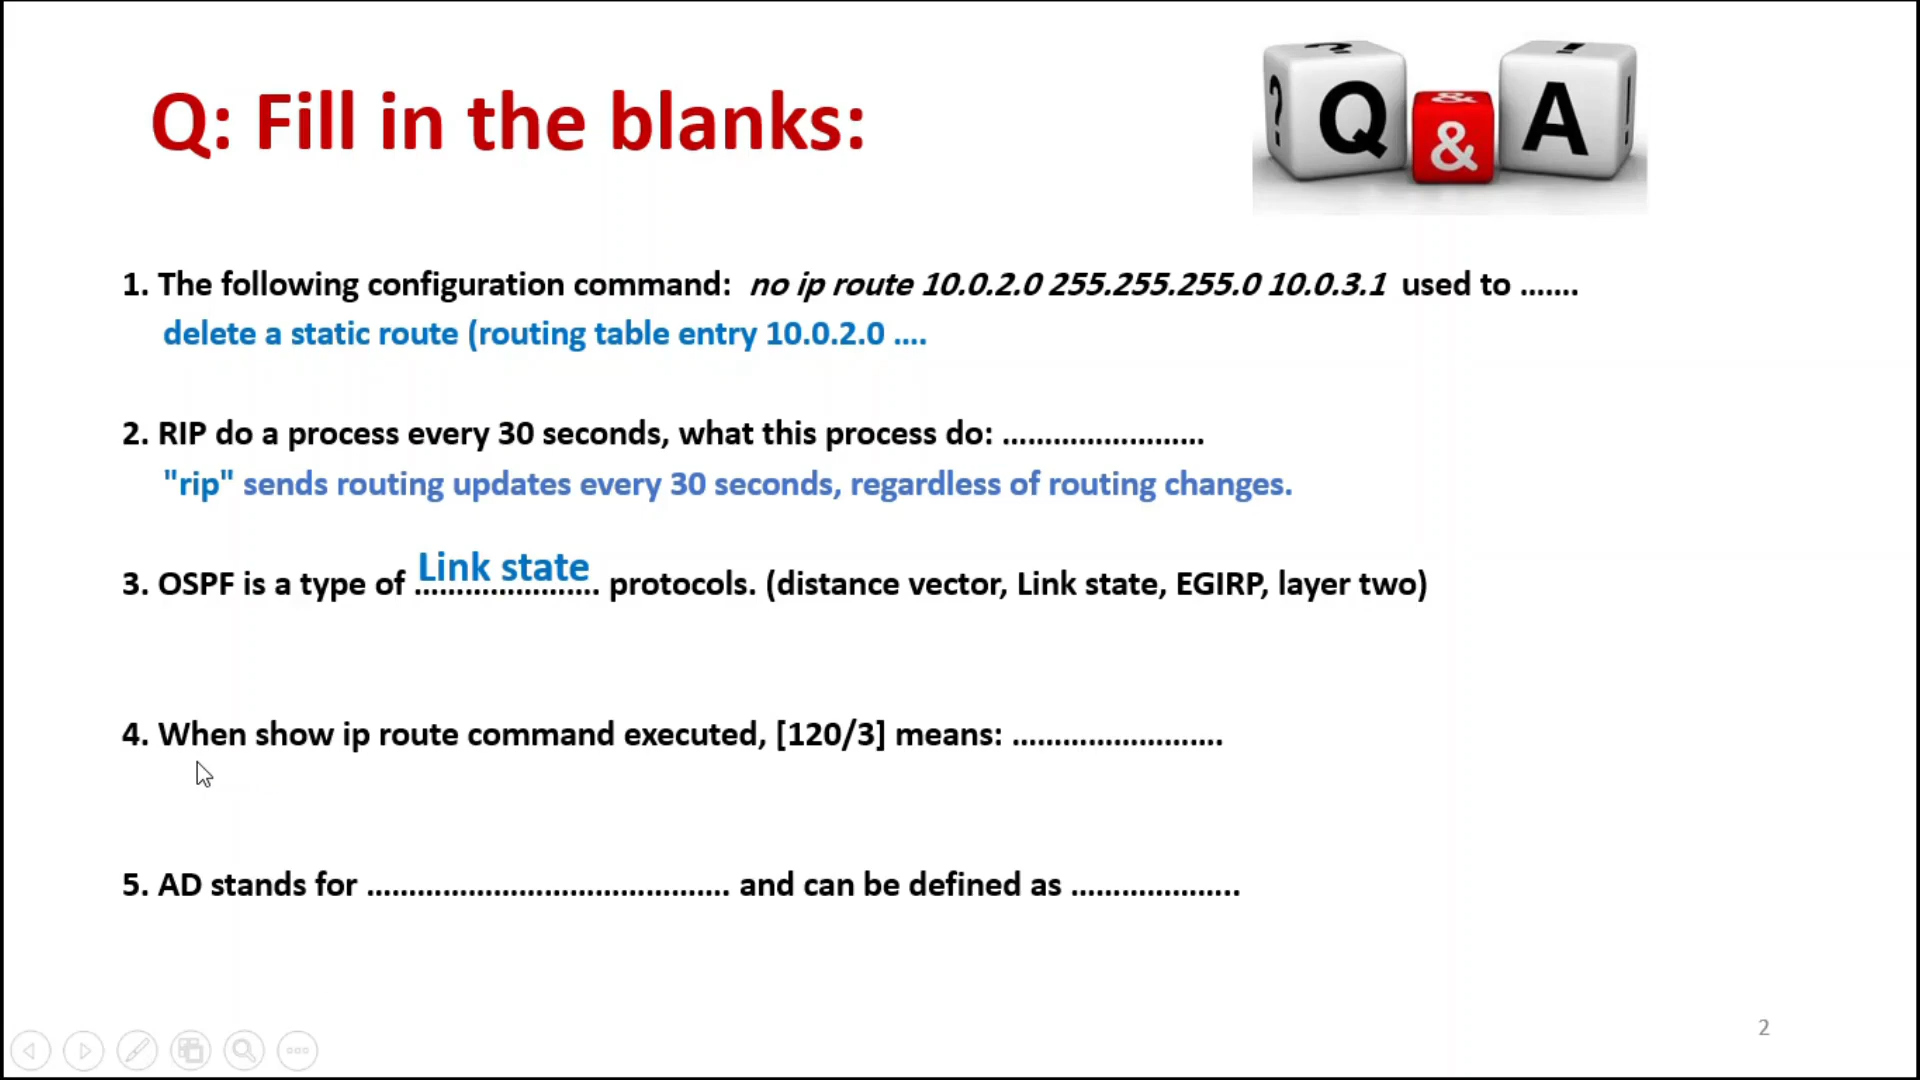 Q: Fill in the blanks:
? ? Q & & A ! !
1. The following configuration command: no ip route 10.0.2.0 255.255.255.0 10.0.3.1 used to .......
delete a static route (routing table entry 10.0.2.0 ....
2. RIP do a process every 30 seconds, what this process do: ........................
"rip" sends routing updates every 30 seconds, regardless of routing changes.
3. OSPF is a type of Link state ...................... protocols. (distance vector, Link state, EGIRP, layer two)
4. When show ip route command executed, [120/3] means: .........................
5. AD stands for ........................................... and can be defined as ....................
2